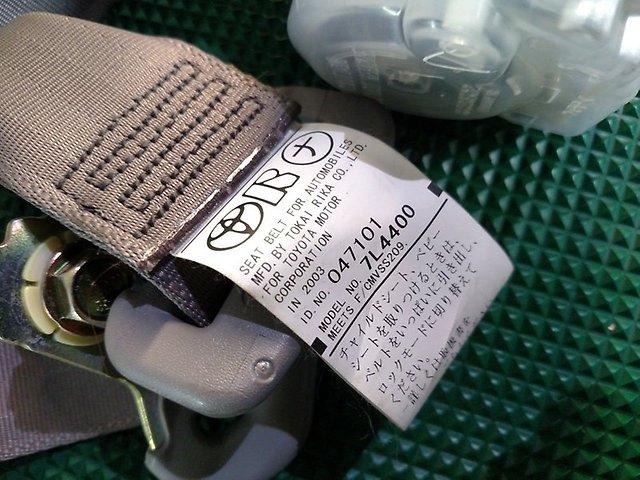 SEAT BELT FOR AUTOMOBILES
MFD. BY TOKAI RIKA CO., LTD.
FOR TOYOTA MOTOR
CORPORATION
IN 2003
ID. NO. 047101
MODEL NO. 7L4400
MEETS F/CMVSS209.
チャイルドシート、ベビー
シートを取りつけるときは、
ベルトをいっぱいに引き出し、
ロックモードに切り替えて
ください。